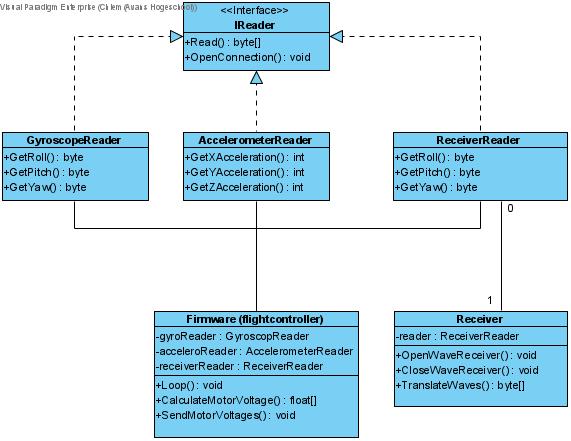 Visual Paradigm Enterprise (Avans Hogeschool))
<<Interface>>
IReader
+Read() : byte[]
+OpenConnection() : void
GyroscopeReader
+GetRoll() : byte
+GetPitch() : byte
+GetYaw() : byte
AccelerometerReader
+GetXAcceleration() : int
+GetYAcceleration() : int
+GetZAcceleration() : int
ReceiverReader
+GetRoll() : byte
+GetPitch() : byte
+GetYaw() : byte
0
1
Firmware (flightcontroller)
-gyroReader : GyroscopReader
-acceleroReader : AccelerometerReader
-receiverReader : ReceiverReader
+Loop() : void
+CalculateMotorVoltage() : float[]
+SendMotorVoltages() : void
Receiver
-reader : ReceiverReader
+OpenWaveReceiver() : void
+CloseWaveReceiver() : void
+TranslateWaves() : byte[]